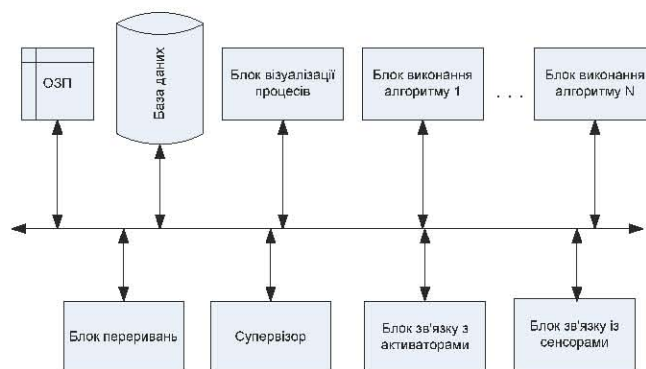 ОЗП
База даних
Блок візуалізації
процесів
Блок виконання
алгоритму 1
. . .
Блок виконання
алгоритму N
Блок переривань
Супервізор
Блок зв'язку з
активаторами
Блок зв'язку із
сенсорами